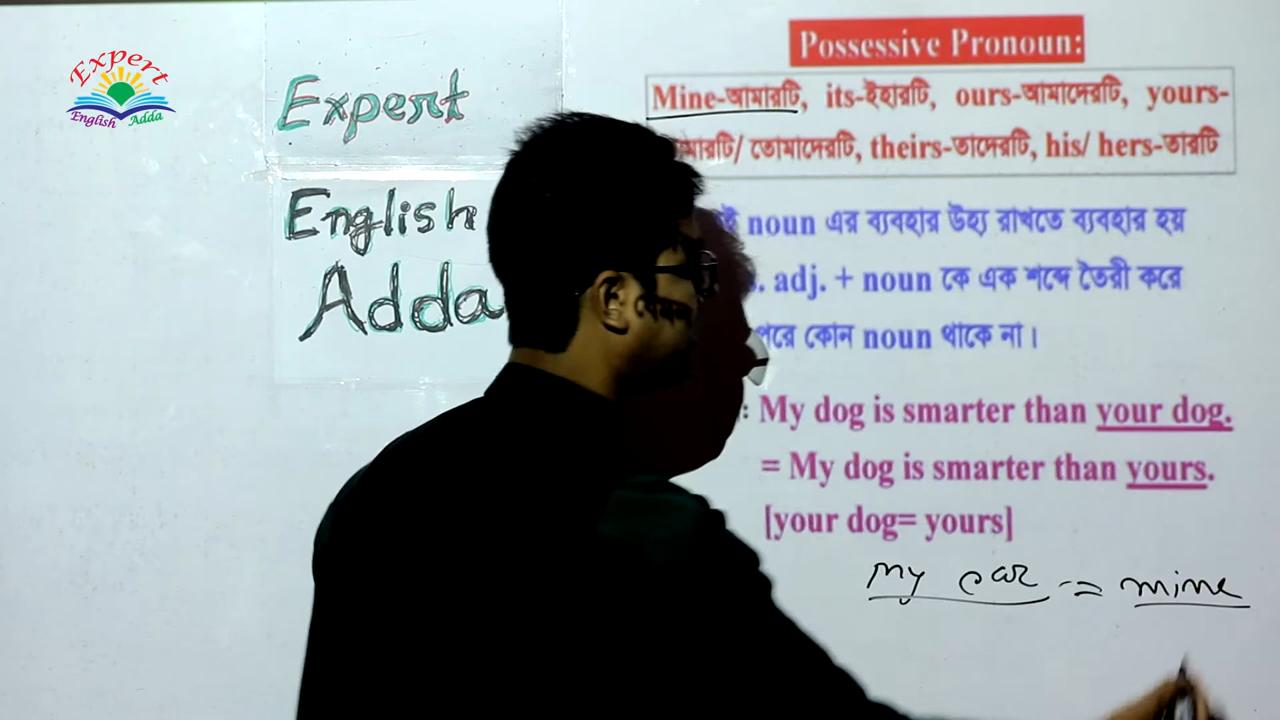 Expert
English Adda
Expert
English
Adda
Possessive Pronoun:
Mine-আমারটি, its-ইহারটি, ours-আমাদেরটি, yours-
মারটি/ তোমাদেরটি, theirs-তাদেরটি, his/ hers-তারটি
noun এর ব্যবহার উহ্য রাখতে ব্যবহার হয়
. adj. + noun কে এক শব্দে তৈরী করে
পরে কোন noun থাকে না।
: My dog is smarter than your dog.
= My dog is smarter than yours.
[your dog= yours]
my car = mine